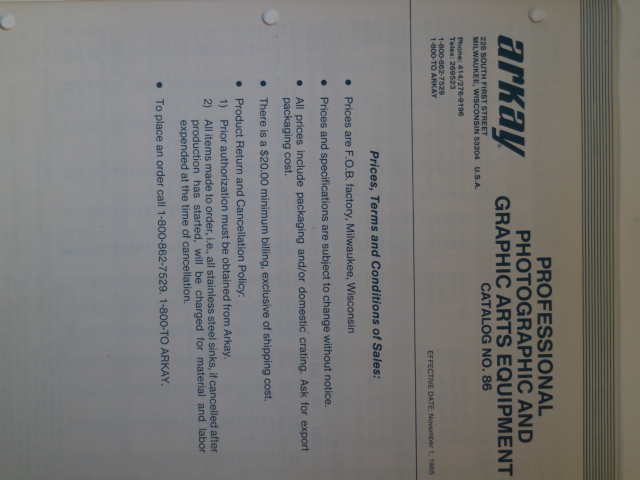 arkay®
228 SOUTH FIRST STREET
MILWAUKEE, WISCONSIN 53204 U.S.A.
Phone: 414/276-9196
Telex: 269523
1-800-862-7529
1-800-TO ARKAY
PROFESSIONAL
PHOTOGRAPHIC AND
GRAPHIC ARTS EQUIPMENT
CATALOG NO. 86
EFFECTIVE DATE: November 1, 1985
Prices, Terms and Conditions of Sales:
• Prices are F.O.B. factory, Milwaukee, Wisconsin
• Prices and specifications are subject to change without notice.
• All prices include packaging and/or domestic crating. Ask for export
packaging cost.
• There is a $20.00 minimum billing, exclusive of shipping cost.
• Product Return and Cancellation Policy:
1) Prior authorization must be obtained from Arkay.
2) All items made to order, i.e., all stainless steel sinks, if cancelled after
production has started, will be charged for material and labor
expended at the time of cancellation.
• To place an order call 1-800-862-7529. 1-800-TO ARKAY.